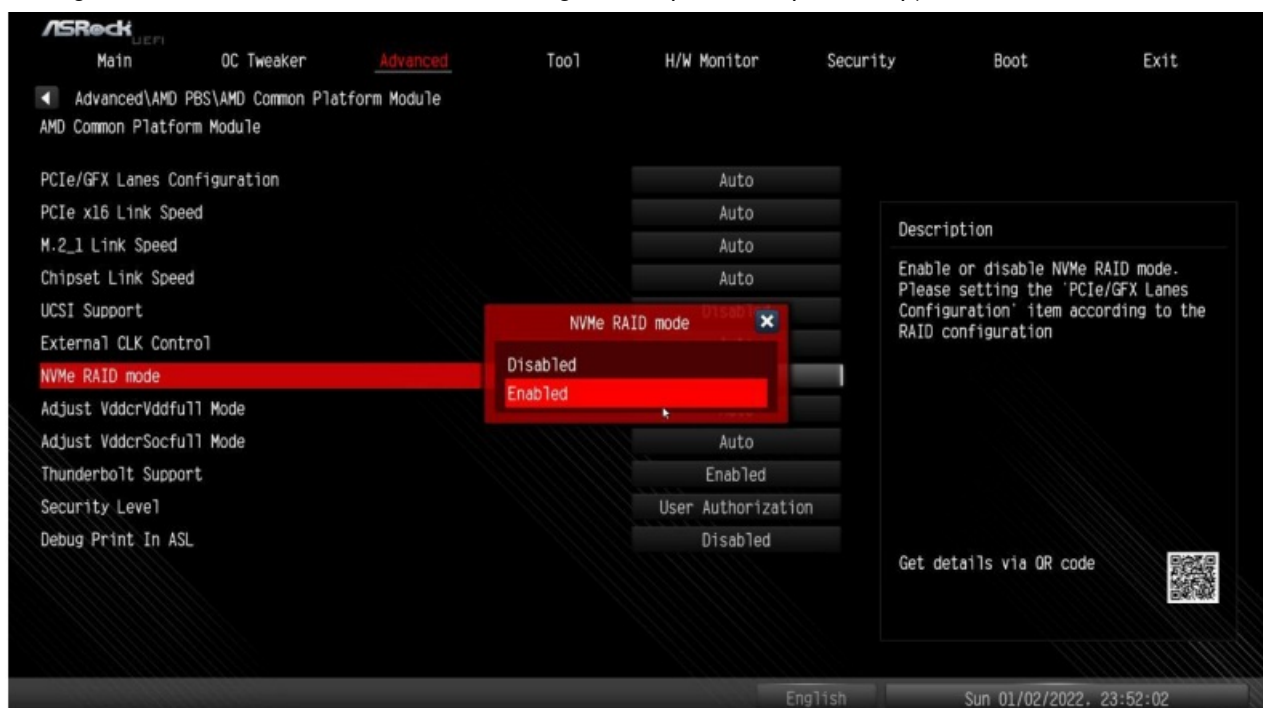 ASRock
UEFI
Main OC Tweaker Advanced Tool H/W Monitor Security Boot Exit
Advanced\AMD PBS\AMD Common Platform Module
AMD Common Platform Module
PCIe/GFX Lanes Configuration Auto
PCIe x16 Link Speed Auto
M.2_1 Link Speed Auto
Chipset Link Speed Auto
UCSI Support Disabled
External CLK Control
NVMe RAID mode
Adjust VddcrVddfull Mode
Adjust VddcrSocfull Mode Auto
Thunderbolt Support Enabled
Security Level User Authorization
Debug Print In ASL Disabled
NVMe RAID mode
Disabled
Enabled
Description
Enable or disable NVMe RAID mode.
Please setting the 'PCIe/GFX Lanes
Configuration' item according to the
RAID configuration
Get details via QR code
English Sun 01/02/2022. 23:52:02